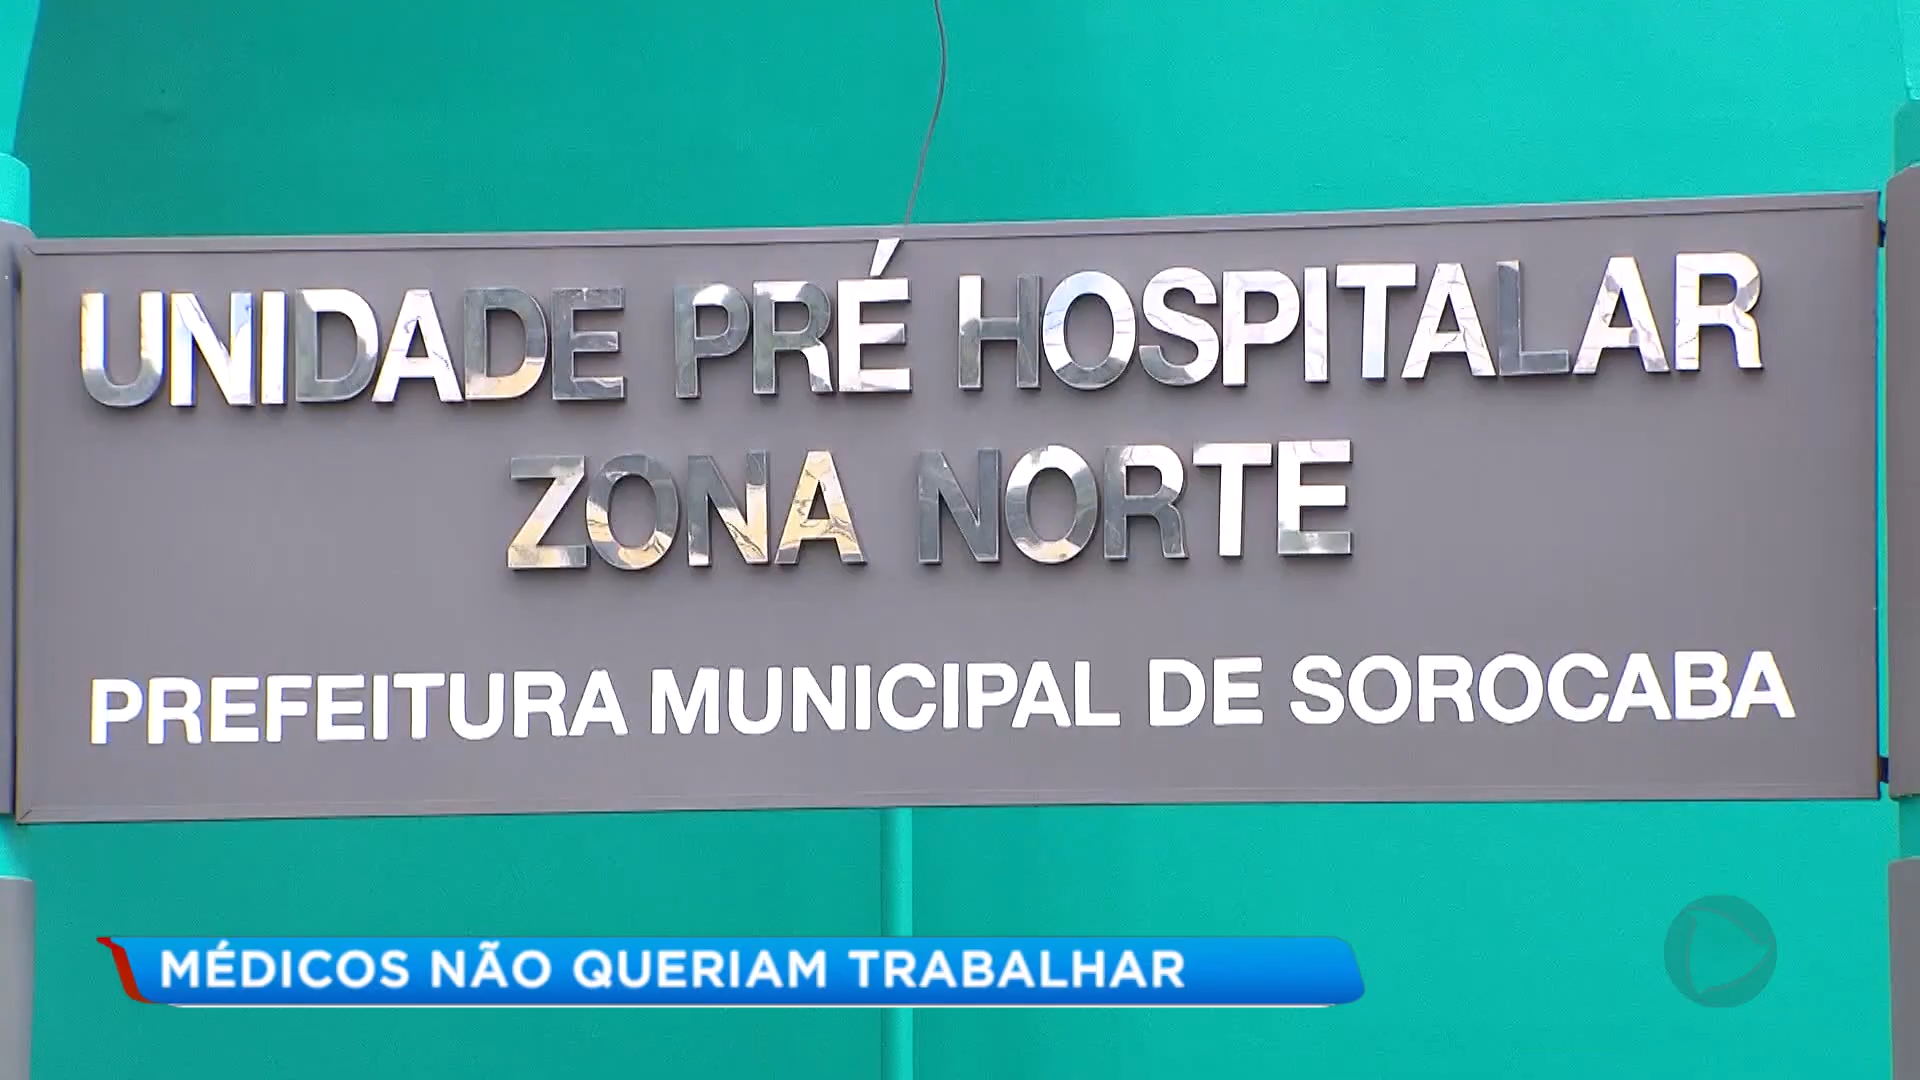 UNIDADE PRÉ HOSPITALAR
ZONA NORTE
PREFEITURA MUNICIPAL DE SOROCABA
MÉDICOS NÃO QUERIAM TRABALHAR